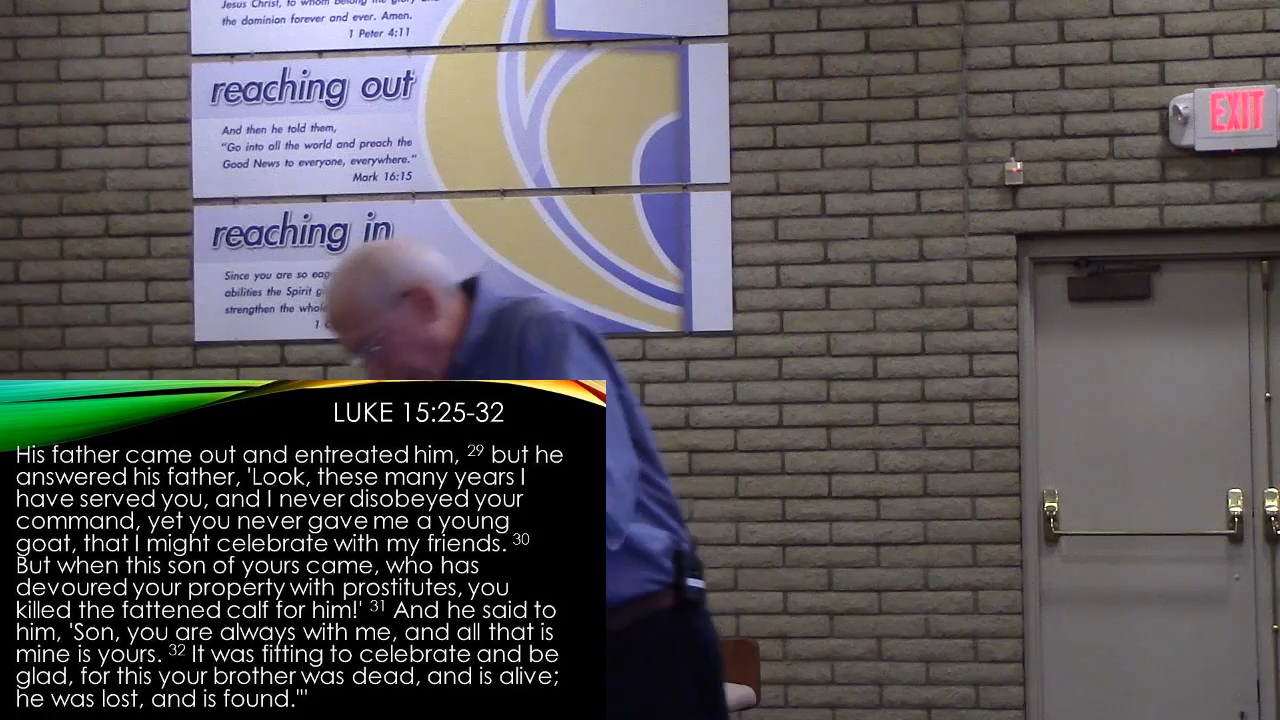 Jesus Christ, to whom belong the glory and
the dominion forever and ever. Amen.
1 Peter 4:11
reaching out
And then he told them,
"Go into all the world and preach the
Good News to everyone, everywhere."
Mark 16:15
EXIT
reaching in
Since you are so
abilities the Spirit
strengthen the
1
LUKE 15:25-32
His father came out and entreated him, 29 but he
answered his father, 'Look, these many years I
have served you, and I never disobeyed your
command, yet you never gave me a young
goat, that I might celebrate with my friends. 30
But when this son of yours came, who has
devoured your property with prostitutes, you
killed the fattened calf for him!' 31 And he said to
him, 'Son, you are always with me, and all that is
mine is yours. 32 It was fitting to celebrate and be
glad, for this your brother was dead, and is alive;
he was lost, and is found.'"